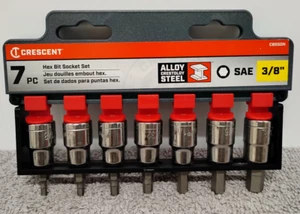 CRESCENT
7 PC
Hex Bit Socket Set
Jeu douilles embout hex.
Set de dados para puntas hex.
ALLOY
CRESTOLOY
STEEL
SAE
3/8"